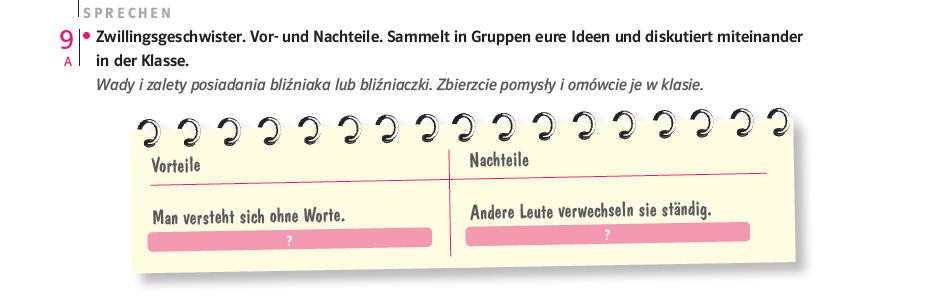 SPRECHEN
9 • Zwillingsgeschwister. Vor- und Nachteile. Sammelt in Gruppen eure Ideen und diskutiert miteinander
A in der Klasse.
Wady i zalety posiadania bliźniaka lub bliźniaczki. Zbierzcie pomysły i omówcie je w klasie.
Vorteile Nachteile
Man versteht sich ohne Worte. Andere Leute verwechseln sie ständig.
? ?